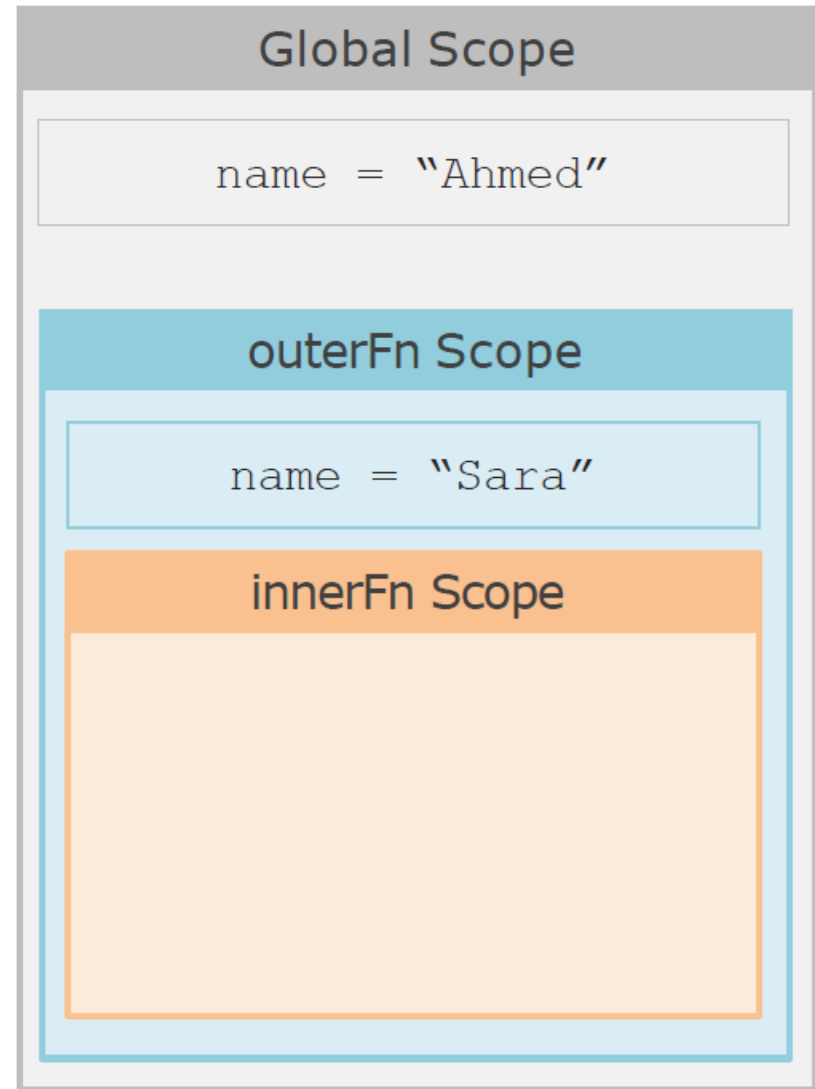 Global Scope
name = “Ahmed”
outerFn Scope
name = “Sara”
innerFn Scope